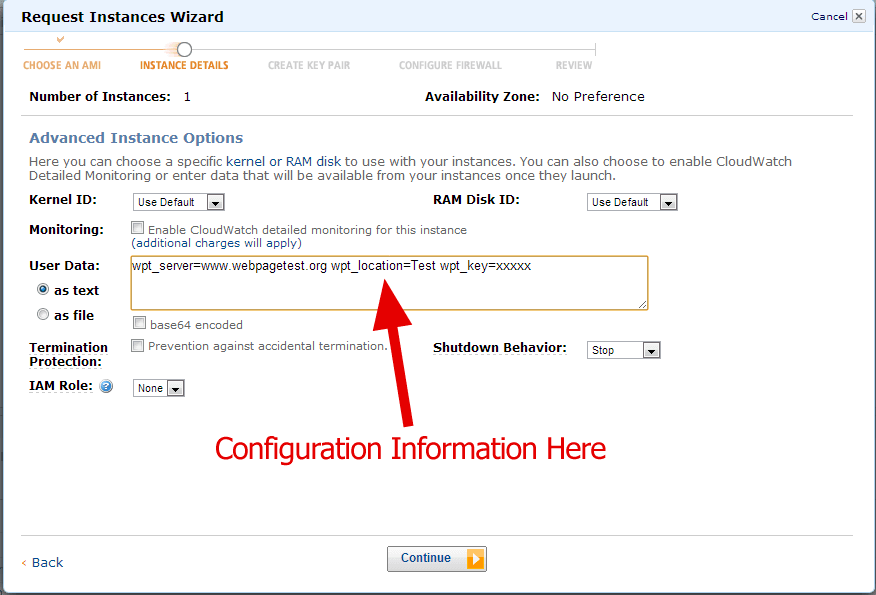 Request Instances Wizard
Cancel
CHOOSE AN AMI INSTANCE DETAILS CREATE KEY PAIR CONFIGURE FIREWALL REVIEW
Number of Instances: 1 Availability Zone: No Preference
Advanced Instance Options
Here you can choose a specific kernel or RAM disk to use with your instances. You can also choose to enable CloudWatch
Detailed Monitoring or enter data that will be available from your instances once they launch.
Kernel ID: Use Default RAM Disk ID: Use Default
Monitoring: Enable CloudWatch detailed monitoring for this instance
(additional charges will apply)
User Data: wpt_server=www.webpagetest.org wpt_location=Test wpt_key=xxxxx
as text
as file
base64 encoded
Termination Protection: Prevention against accidental termination. Shutdown Behavior: Stop
IAM Role: ? None
Configuration Information Here
‹ Back
Continue